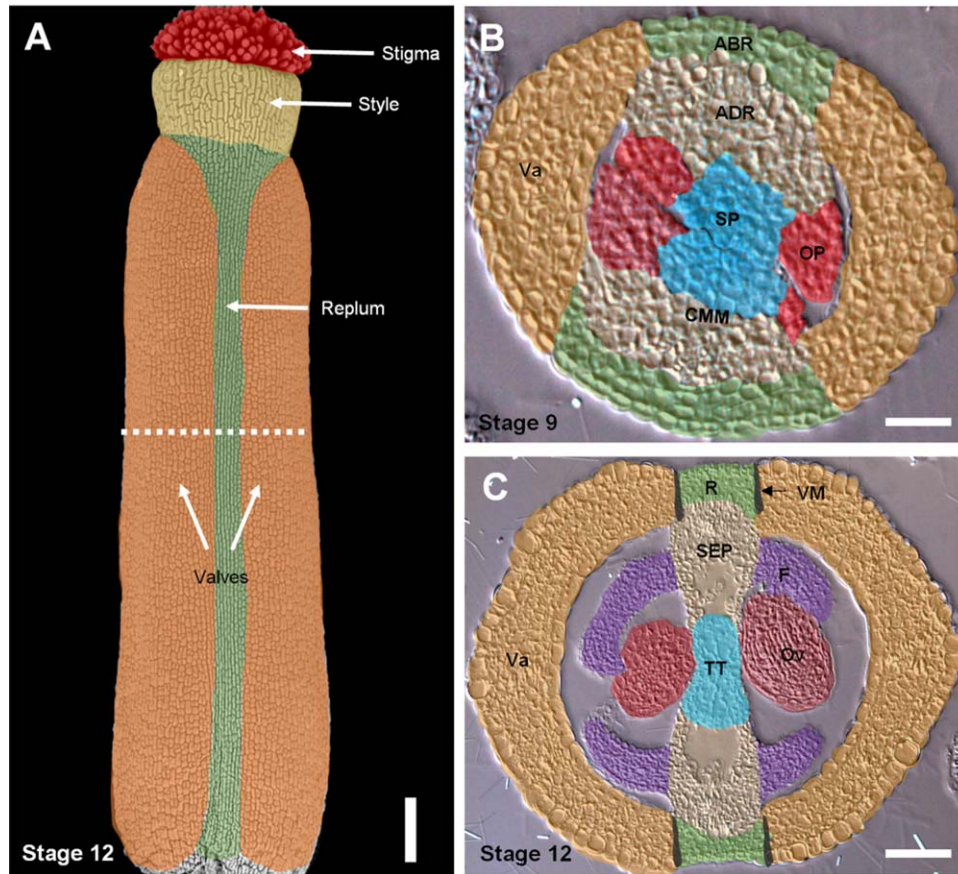 A
Stigma
Style
Replum
Valves
Stage 12
B
ABR
ADR
Va
SP
OP
CMM
Stage 9
C
R
VM
SEP
F
Va
TT
Ov
Stage 12